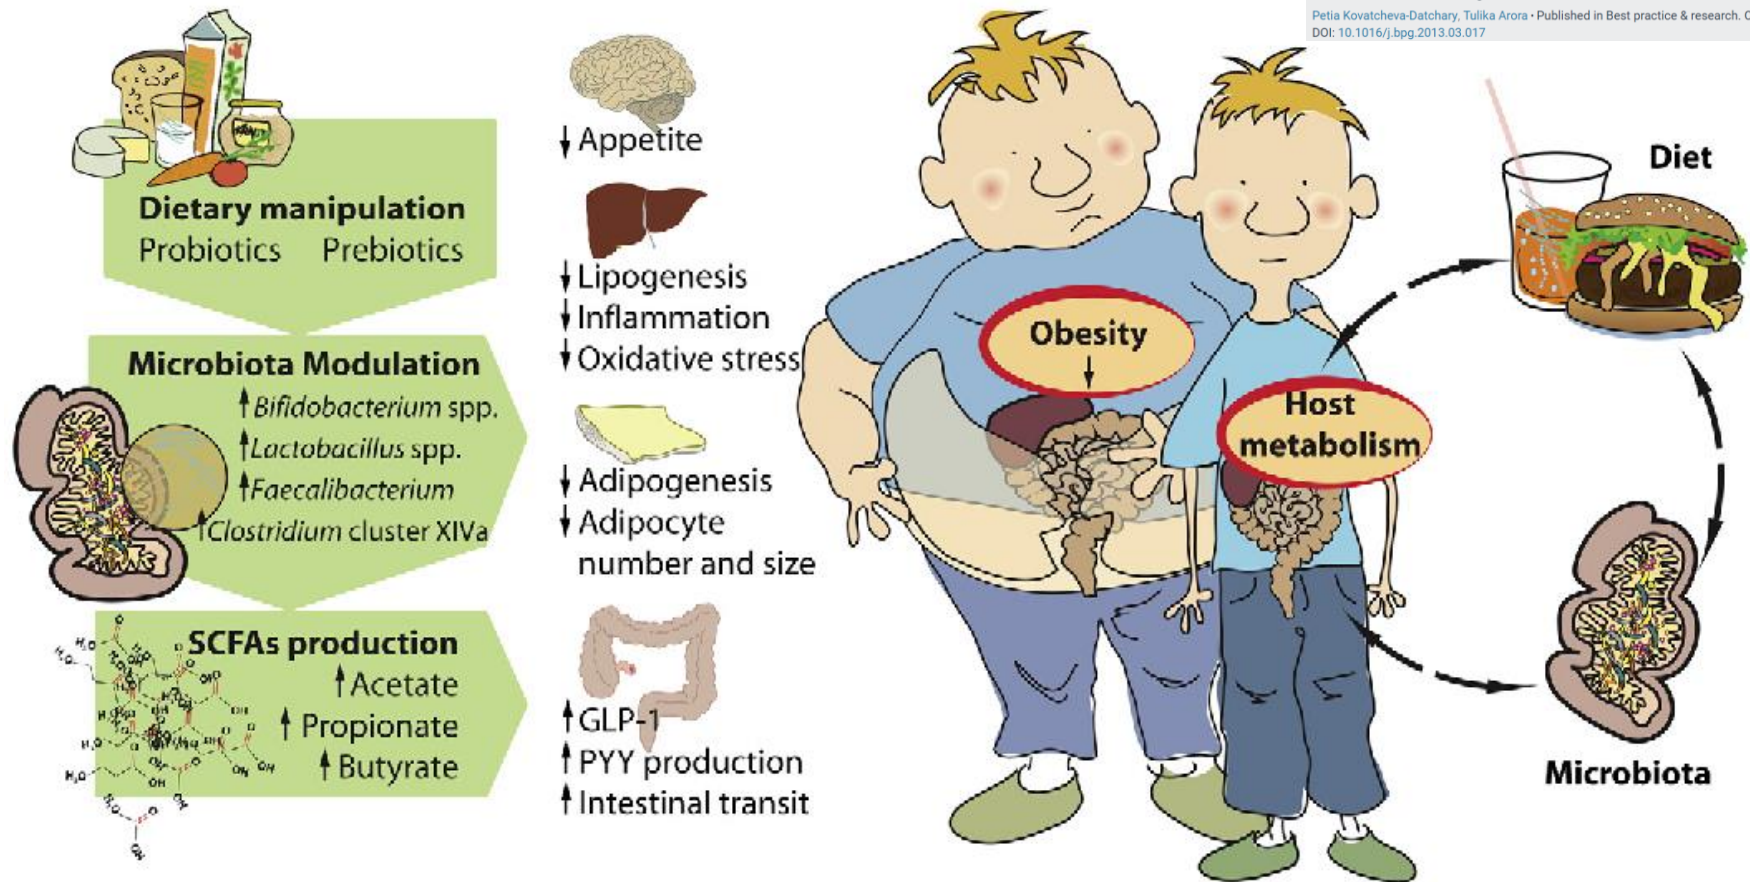 Petia Kovatcheva-Datchary, Tulika Arora • Published in Best practice & research. C
DOI: 10.1016/j.bpg.2013.03.017
Dietary manipulation
Probiotics Prebiotics
Microbiota Modulation
↑Bifidobacterium spp.
↑Lactobacillus spp.
↑Faecalibacterium
↑Clostridium cluster XIVa
SCFAs production
↑Acetate
↑Propionate
↑Butyrate
↓Appetite
↓Lipogenesis
↓Inflammation
↓Oxidative stress
↓Adipogenesis
↓Adipocyte
number and size
↑GLP-1
↑PYY production
↑Intestinal transit
Obesity
↓
Host
metabolism
Diet
Microbiota